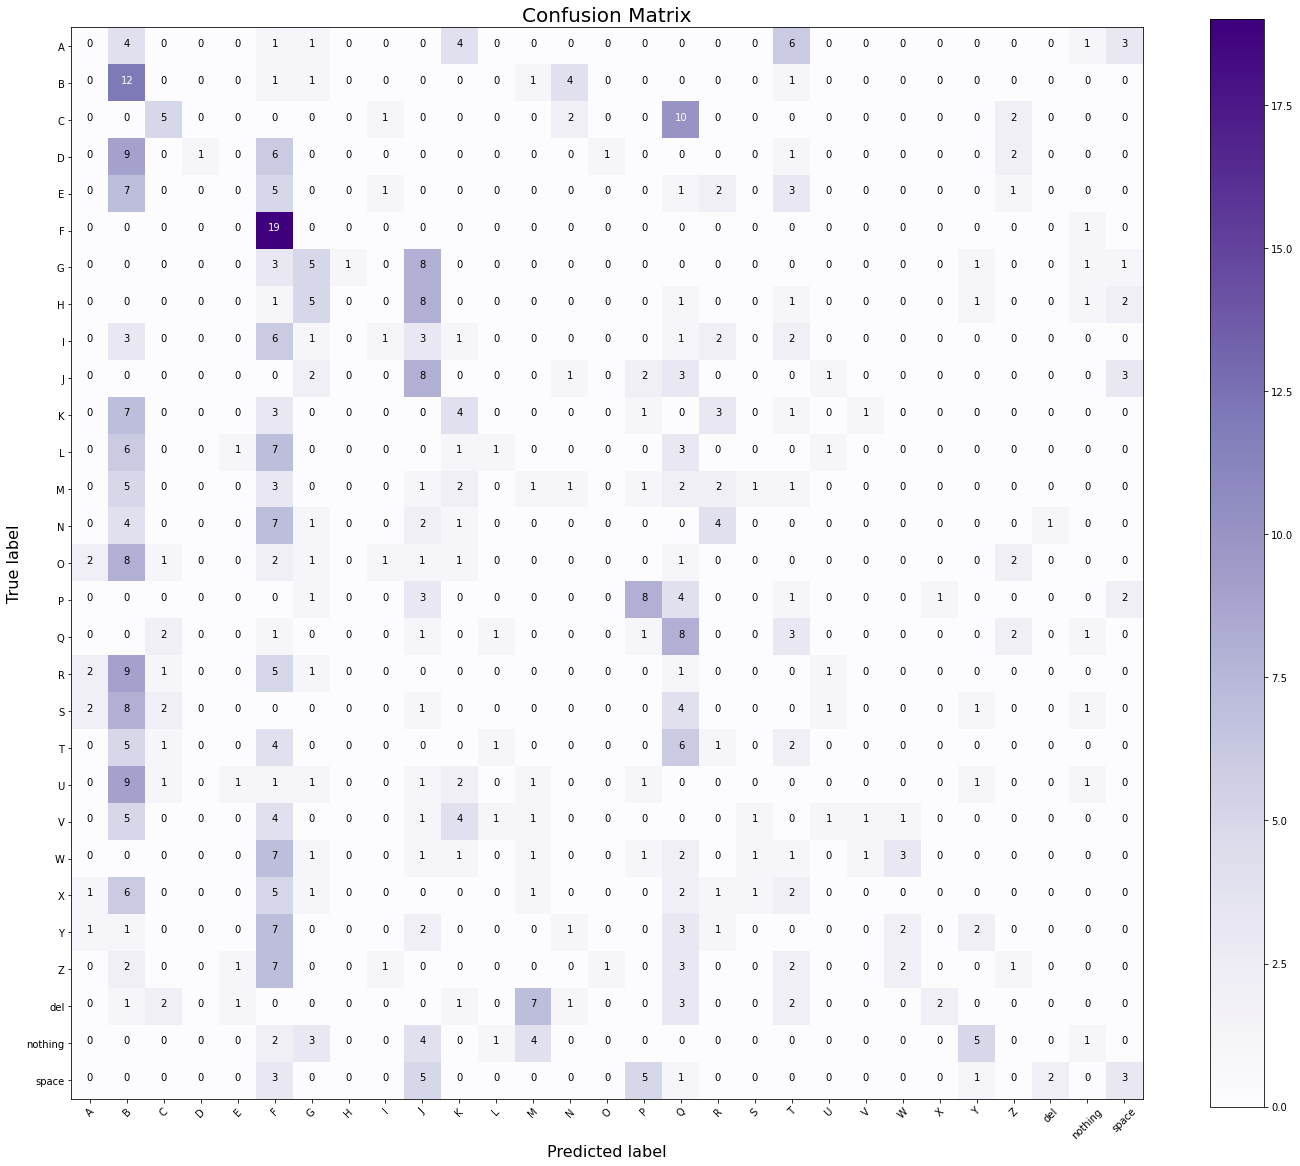 Confusion Matrix
A 0 4 0 0 0 1 1 0 0 0 4 0 0 0 0 0 0 0 0 6 0 0 0 0 0 0 0 1 3
B 0 12 0 0 0 1 1 0 0 0 0 0 1 4 0 0 0 0 0 1 0 0 0 0 0 0 0 0 0
C 0 0 5 0 0 0 0 0 1 0 0 0 0 2 0 0 10 0 0 0 0 0 0 0 0 2 0 0 0
D 0 9 0 1 0 6 0 0 0 0 0 0 0 0 1 0 0 0 0 1 0 0 0 0 0 2 0 0 0
E 0 7 0 0 0 5 0 0 1 0 0 0 0 0 0 0 1 2 0 3 0 0 0 0 0 1 0 0 0
F 0 0 0 0 0 19 0 0 0 0 0 0 0 0 0 0 0 0 0 0 0 0 0 0 0 0 0 1 0
G 0 0 0 0 0 3 5 1 0 8 0 0 0 0 0 0 0 0 0 0 0 0 0 0 1 0 0 1 1
H 0 0 0 0 0 1 5 0 0 8 0 0 0 0 0 0 1 0 0 1 0 0 0 0 1 0 0 1 2
I 0 3 0 0 0 6 1 0 1 3 1 0 0 0 0 0 1 2 0 2 0 0 0 0 0 0 0 0 0
J 0 0 0 0 0 0 2 0 0 8 0 0 0 1 0 2 3 0 0 0 1 0 0 0 0 0 0 0 3
K 0 7 0 0 0 3 0 0 0 0 4 0 0 0 0 1 0 3 0 1 0 1 0 0 0 0 0 0 0
L 0 6 0 0 1 7 0 0 0 0 1 1 0 0 0 0 3 0 0 0 1 0 0 0 0 0 0 0 0
M 0 5 0 0 0 3 0 0 0 1 2 0 1 1 0 1 2 2 1 1 0 0 0 0 0 0 0 0 0
N 0 4 0 0 0 7 1 0 0 2 1 0 0 0 0 0 0 4 0 0 0 0 0 0 0 0 1 0 0
O 2 8 1 0 0 2 1 0 1 1 1 0 0 0 0 0 1 0 0 0 0 0 0 0 0 2 0 0 0
P 0 0 0 0 0 0 1 0 0 3 0 0 0 0 0 8 4 0 0 1 0 0 0 1 0 0 0 0 2
Q 0 0 2 0 0 1 0 0 0 1 0 1 0 0 0 1 8 0 0 3 0 0 0 0 0 2 0 1 0
R 2 9 1 0 0 5 1 0 0 0 0 0 0 0 0 0 1 0 0 0 1 0 0 0 0 0 0 0 0
S 2 8 2 0 0 0 0 0 0 1 0 0 0 0 0 0 4 0 0 0 1 0 0 0 1 0 0 1 0
T 0 5 1 0 0 4 0 0 0 0 0 1 0 0 0 0 6 1 0 2 0 0 0 0 0 0 0 0 0
U 0 9 1 0 1 1 1 0 0 1 2 0 1 0 0 1 0 0 0 0 0 0 0 0 1 0 0 1 0
V 0 5 0 0 0 4 0 0 0 1 4 1 1 0 0 0 0 0 1 0 1 1 1 0 0 0 0 0 0
W 0 0 0 0 0 7 1 0 0 1 1 0 1 0 0 1 2 0 1 1 0 1 3 0 0 0 0 0 0
X 1 6 0 0 0 5 1 0 0 0 0 0 1 0 0 0 2 1 1 2 0 0 0 0 0 0 0 0 0
Y 1 1 0 0 0 7 0 0 0 2 0 0 0 1 0 0 3 1 0 0 0 0 2 0 2 0 0 0 0
Z 0 2 0 0 1 7 0 0 1 0 0 0 0 0 1 0 3 0 0 2 0 0 2 0 0 1 0 0 0
del 0 1 2 0 1 0 0 0 0 0 1 0 7 1 0 0 3 0 0 2 0 0 0 2 0 0 0 0 0
nothing 0 0 0 0 0 2 3 0 0 4 0 1 4 0 0 0 0 0 0 0 0 0 0 0 5 0 0 1 0
space 0 0 0 0 0 3 0 0 0 5 0 0 0 0 0 5 1 0 0 0 0 0 0 0 1 0 2 0 3
A B C D E F G H I J K L M N O P Q R S T U V W X Y Z del nothing space
True label
Predicted label
17.5
15.0
12.5
10.0
7.5
5.0
2.5
0.0